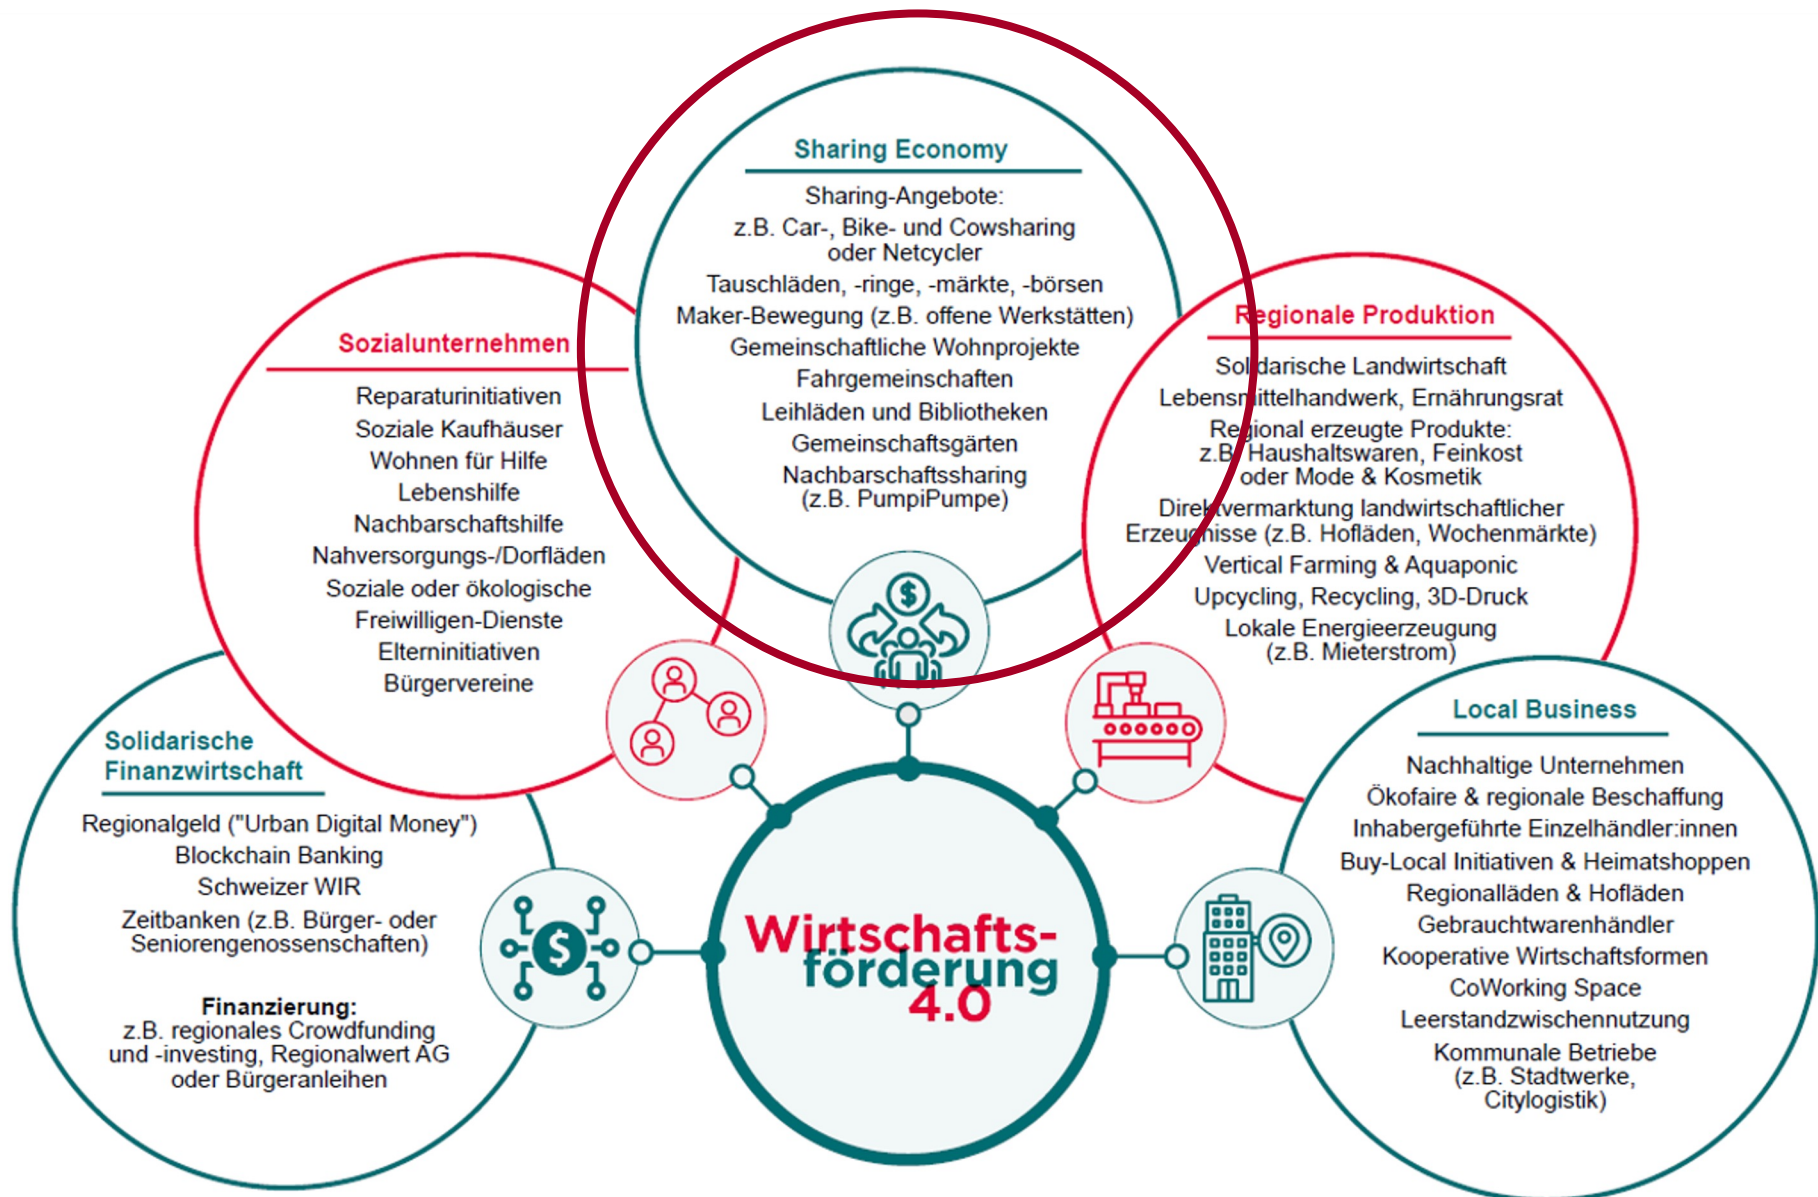 Sharing Economy
Sharing-Angebote:
z.B. Car-, Bike- und Cowsharing
oder Netcycler
Tauschläden, -ringe, -märkte, -börsen
Maker-Bewegung (z.B. offene Werkstätten)
Gemeinschaftliche Wohnprojekte
Fahrgemeinschaften
Leihläden und Bibliotheken
Gemeinschaftsgärten
Nachbarschaftssharing
(z.B. PumpiPumpe)
Sozialunternehmen
Reparaturinitiativen
Soziale Kaufhäuser
Wohnen für Hilfe
Lebenshilfe
Nachbarschaftshilfe
Nahversorgungs-/Dorfläden
Soziale oder ökologische
Freiwilligen-Dienste
Elterninitiativen
Bürgervereine
Regionale Produktion
Solidarische Landwirtschaft
Lebensmittelhandwerk, Ernährungsrat
Regional erzeugte Produkte:
z.B. Haushaltswaren, Feinkost
oder Mode & Kosmetik
Direktvermarktung landwirtschaftlicher
Erzeugnisse (z.B. Hofläden, Wochenmärkte)
Vertical Farming & Aquaponic
Upcycling, Recycling, 3D-Druck
Lokale Energieerzeugung
(z.B. Mieterstrom)
Solidarische
Finanzwirtschaft
Regionalgeld ("Urban Digital Money")
Blockchain Banking
Schweizer WIR
Zeitbanken (z.B. Bürger- oder
Seniorengenossenschaften)
Finanzierung:
z.B. regionales Crowdfunding
und -investing, Regionalwert AG
oder Bürgeranleihen
Local Business
Nachhaltige Unternehmen
Ökofaire & regionale Beschaffung
Inhabergeführte Einzelhändler:innen
Buy-Local Initiativen & Heimatshoppen
Regionalläden & Hofläden
Gebrauchtwarenhändler
Kooperative Wirtschaftsformen
CoWorking Space
Leerstandzwischennutzung
Kommunale Betriebe
(z.B. Stadtwerke,
Citylogistik)
$
$
Wirtschafts-
förderung
4.0